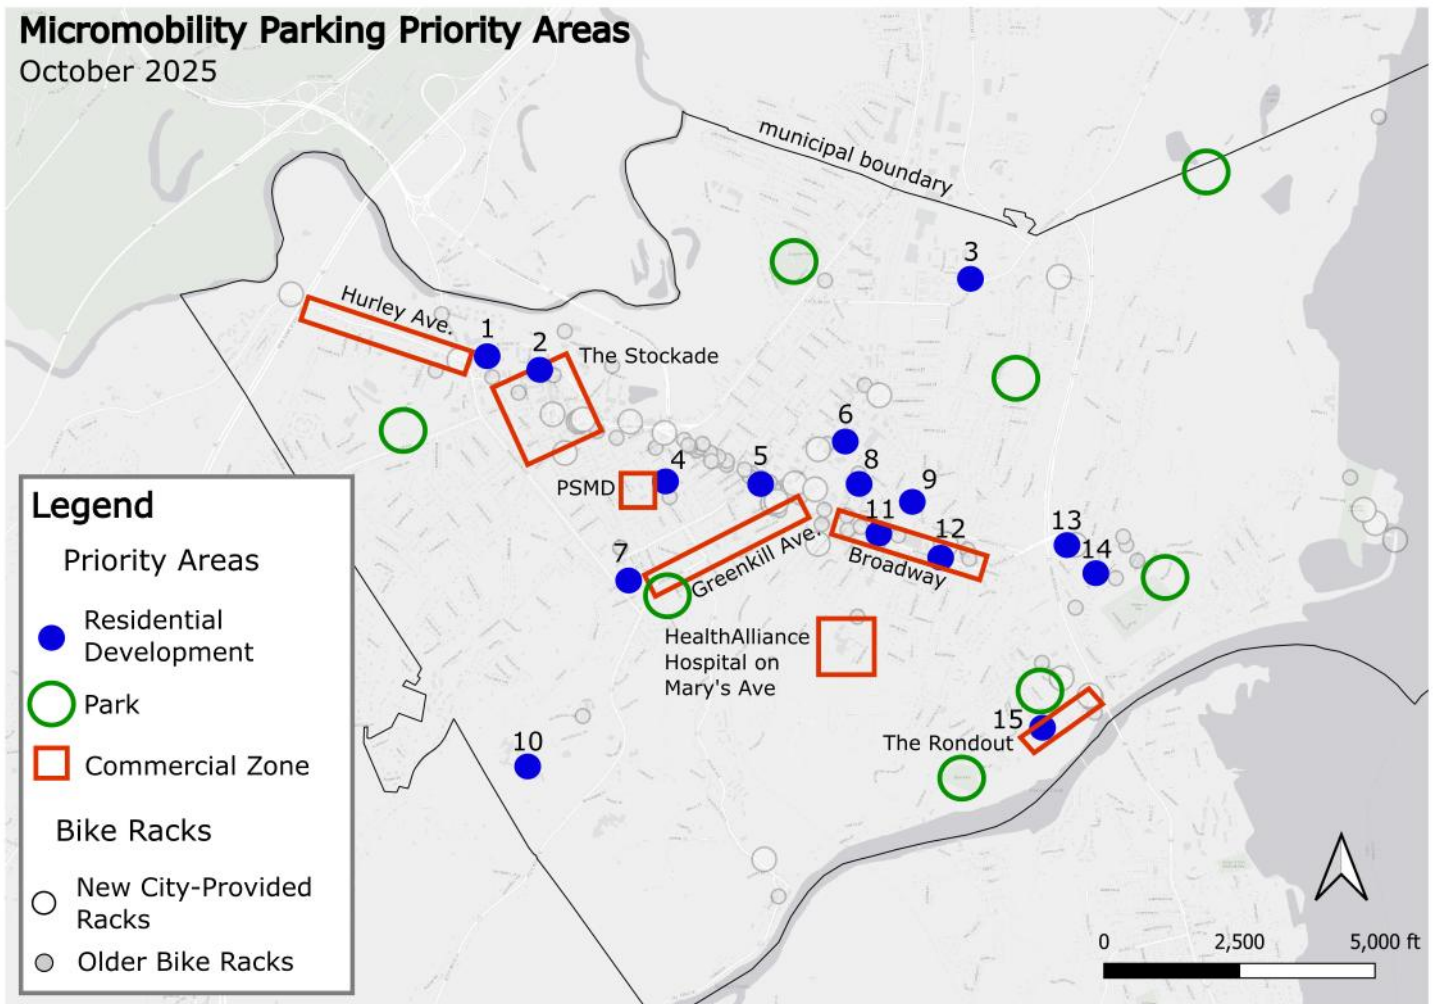 Micromobility Parking Priority Areas
October 2025
municipal boundary
3
Hurley Ave.
1
2
The Stockade
6
4
5
8
9
PSMD
11
12
13
14
7
Greenkill Ave.
Broadway
HealthAlliance
Hospital on
Mary's Ave
10
15
The Rondout
Legend
Priority Areas
Residential
Development
Park
Commercial Zone
Bike Racks
New City-Provided
Racks
Older Bike Racks
0 2,500 5,000 ft